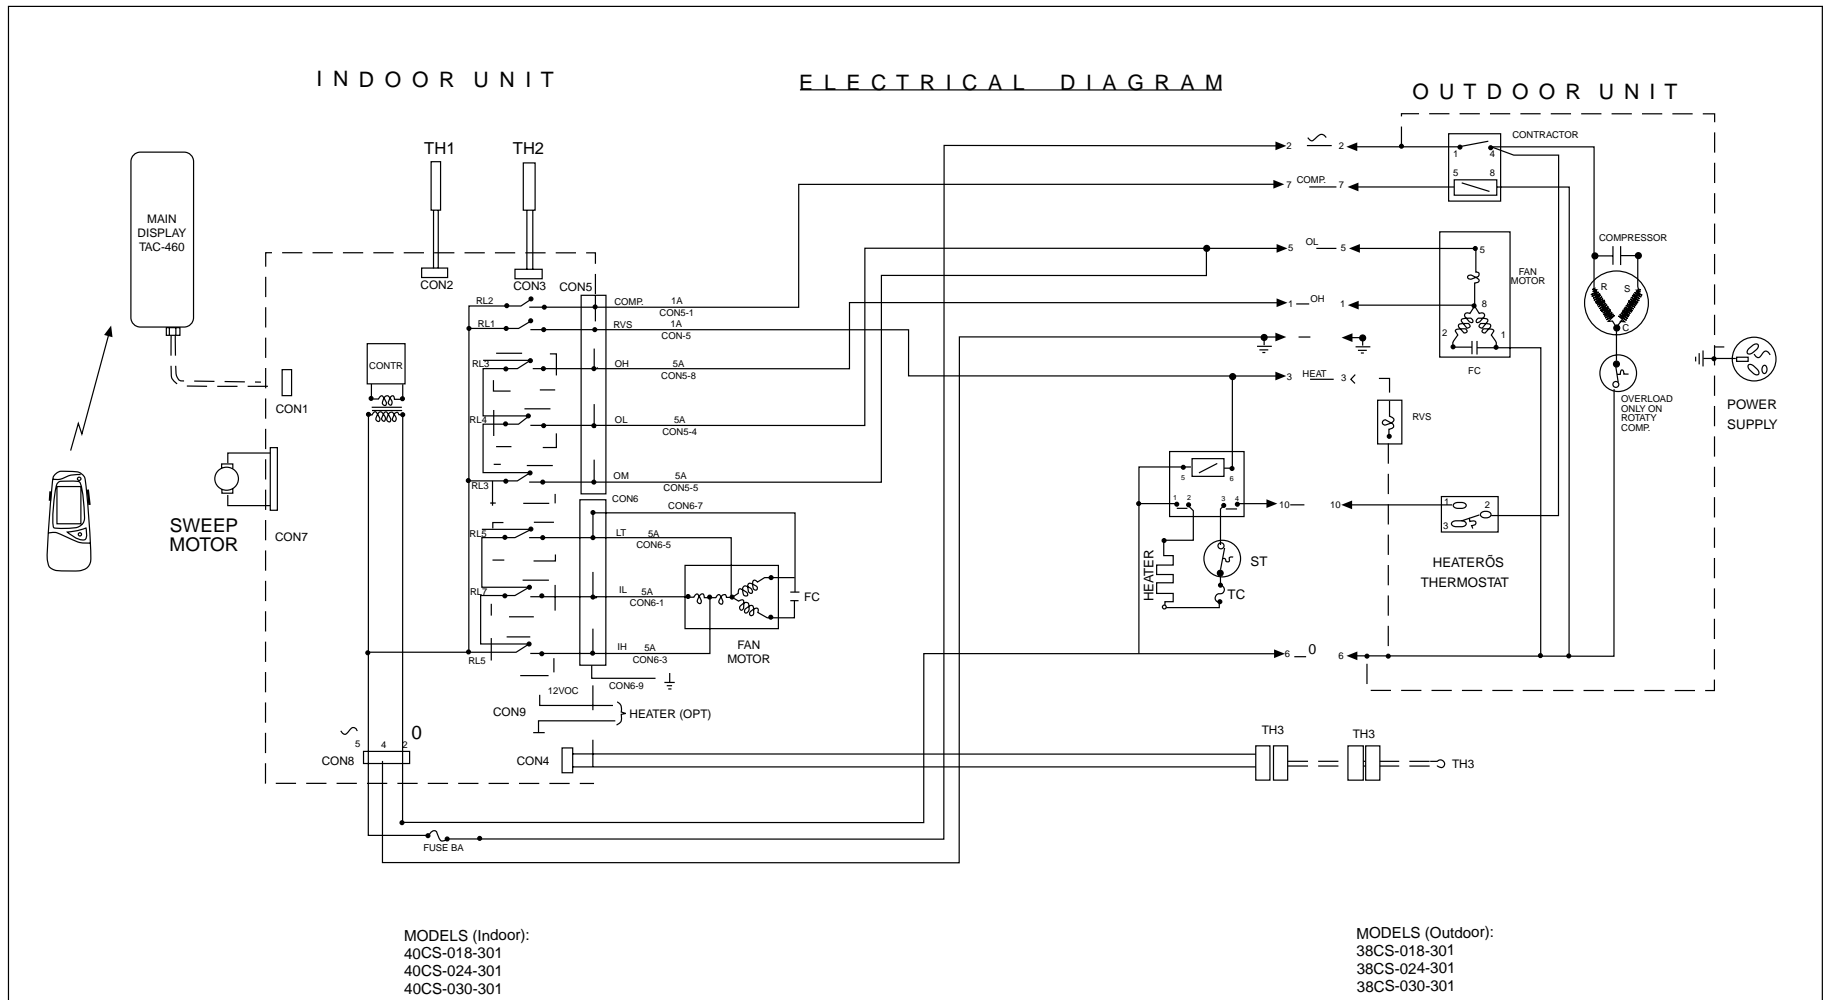 INDOOR UNIT
ELECTRICAL DIAGRAM
OUTDOOR UNIT
MAIN
DISPLAY
TAC-460
TH1
TH2
CON2
CON3
CON5
CONTR
CON1
SWEEP
MOTOR
CON7
RL2
COMP.
1A
CON5-1
RL1
RVS
1A
CON-5
RL3
OH
5A
CON5-8
RL4
OL
5A
CON5-4
RL3
OM
5A
CON5-5
CON6
CON6-7
RL5
LT
5A
CON6-5
RL7
IL
5A
CON6-1
RL5
IH
5A
CON6-3
CON6-9
FC
FAN
MOTOR
12VOC
CON9
HEATER (OPT)
CON8
5
4
2
0
CON4
FUSE BA
2
2
7
COMP.
7
5
OL
5
1
OH
1
3
HEAT
3
10
10
6
0
6
5
6
1
2
3
4
HEATER
ST
TC
CONTRACTOR
1
4
5
8
5
8
2
1
FAN
MOTOR
FC
COMPRESSOR
R
S
C
OVERLOAD
ONLY ON
ROTATY
COMP.
POWER
SUPPLY
RVS
1
2
3
HEATERÕS
THERMOSTAT
TH3
TH3
TH3
MODELS (Indoor):
40CS-018-301
40CS-024-301
40CS-030-301
MODELS (Outdoor):
38CS-018-301
38CS-024-301
38CS-030-301